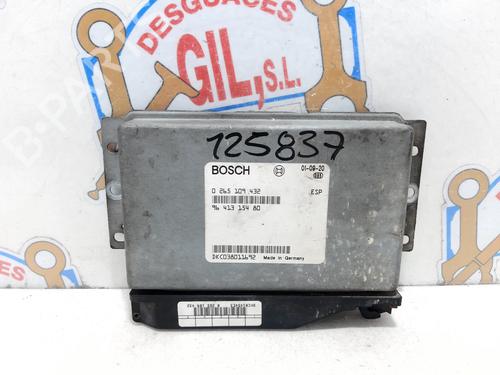 DESGUACES
GIL, S.L.
125837
BOSCH
01-09-20
0 265 109 432
ESP
96 413 154 80
DKC038011692 Made in Germany
B-PARTS